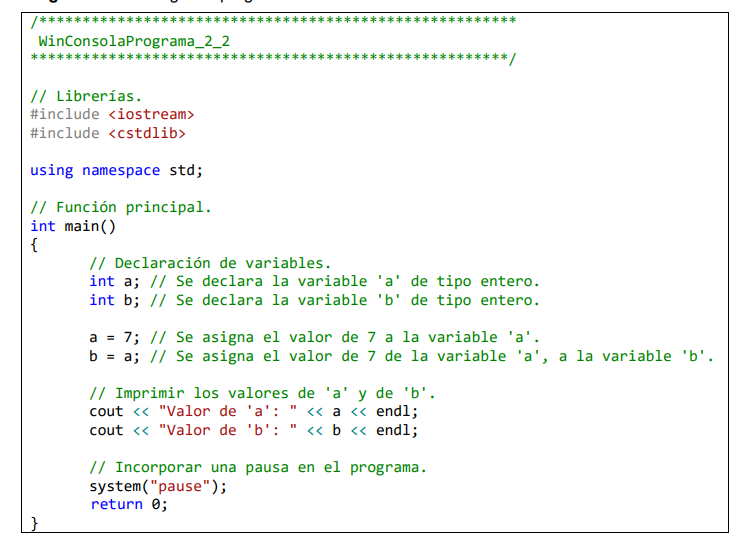 /*******************************************************
WinConsolaPrograma_2_2
*******************************************************/
// Librerías.
#include <iostream>
#include <cstdlib>
using namespace std;
// Función principal.
int main()
{
// Declaración de variables.
int a; // Se declara la variable 'a' de tipo entero.
int b; // Se declara la variable 'b' de tipo entero.
a = 7; // Se asigna el valor de 7 a la variable 'a'.
b = a; // Se asigna el valor de 7 de la variable 'a', a la variable 'b'.
// Imprimir los valores de 'a' y de 'b'.
cout << "Valor de 'a': " << a << endl;
cout << "Valor de 'b': " << b << endl;
// Incorporar una pausa en el programa.
system("pause");
return 0;
}